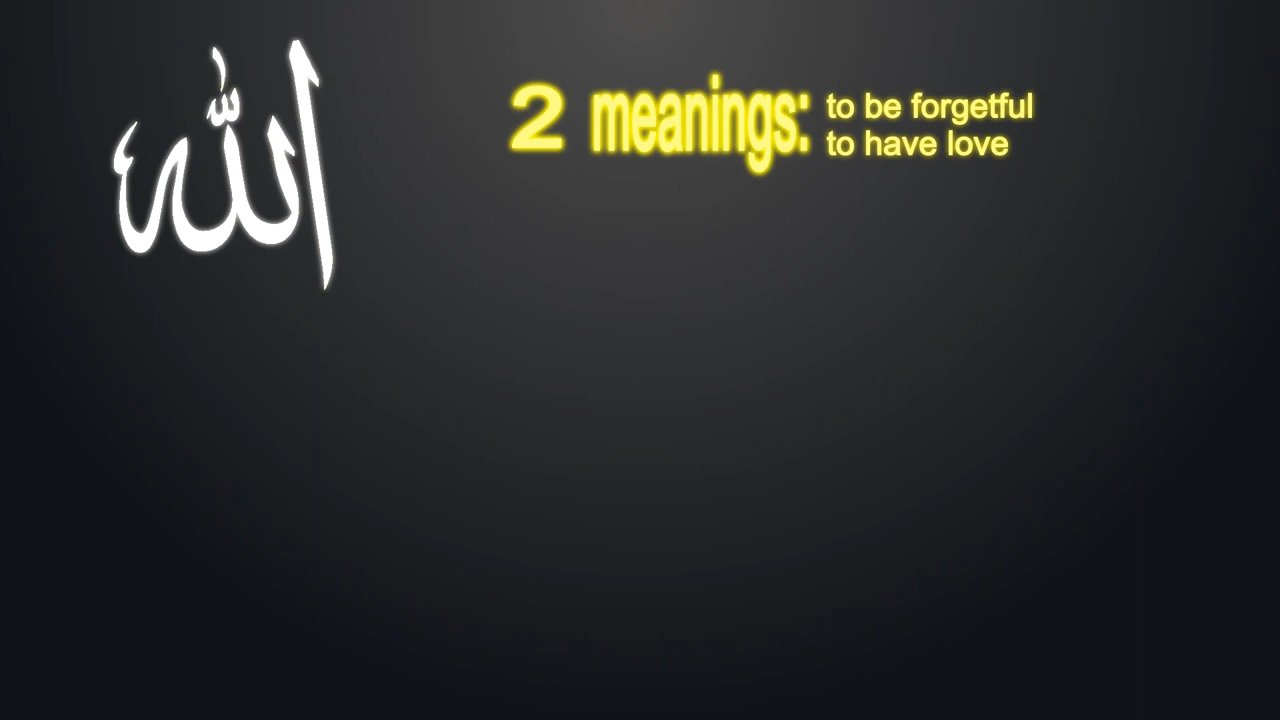 الله
2 meanings:
to be forgetful
to have love